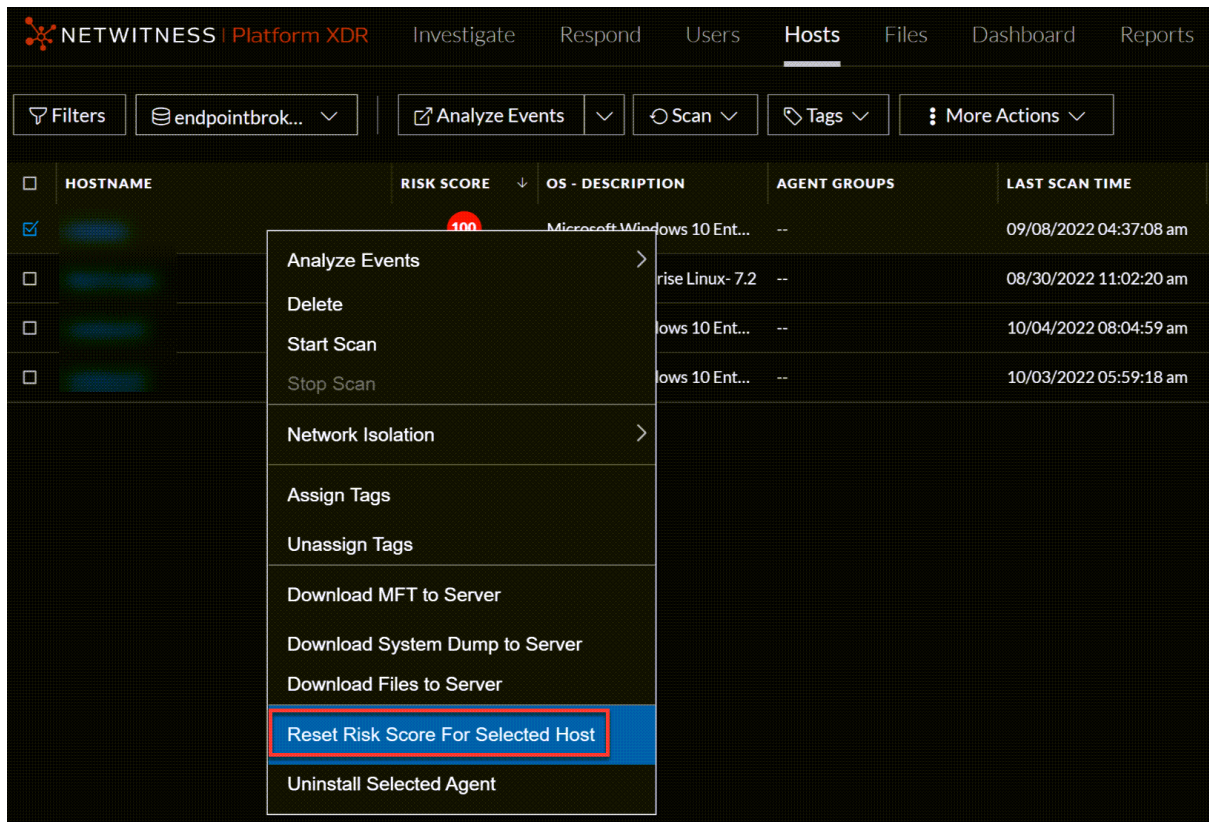 NETWITNESS | Platform XDR Investigate Respond Users Hosts Files Dashboard Reports
Filters endpointbrok... Analyze Events Scan Tags More Actions
HOSTNAME RISK SCORE OS - DESCRIPTION AGENT GROUPS LAST SCAN TIME
100 Microsoft Windows 10 Ent... -- 09/08/2022 04:37:08 am
rise Linux- 7.2 -- 08/30/2022 11:02:20 am
lows 10 Ent... -- 10/04/2022 08:04:59 am
lows 10 Ent... -- 10/03/2022 05:59:18 am
Analyze Events
Delete
Start Scan
Stop Scan
Network Isolation
Assign Tags
Unassign Tags
Download MFT to Server
Download System Dump to Server
Download Files to Server
Reset Risk Score For Selected Host
Uninstall Selected Agent